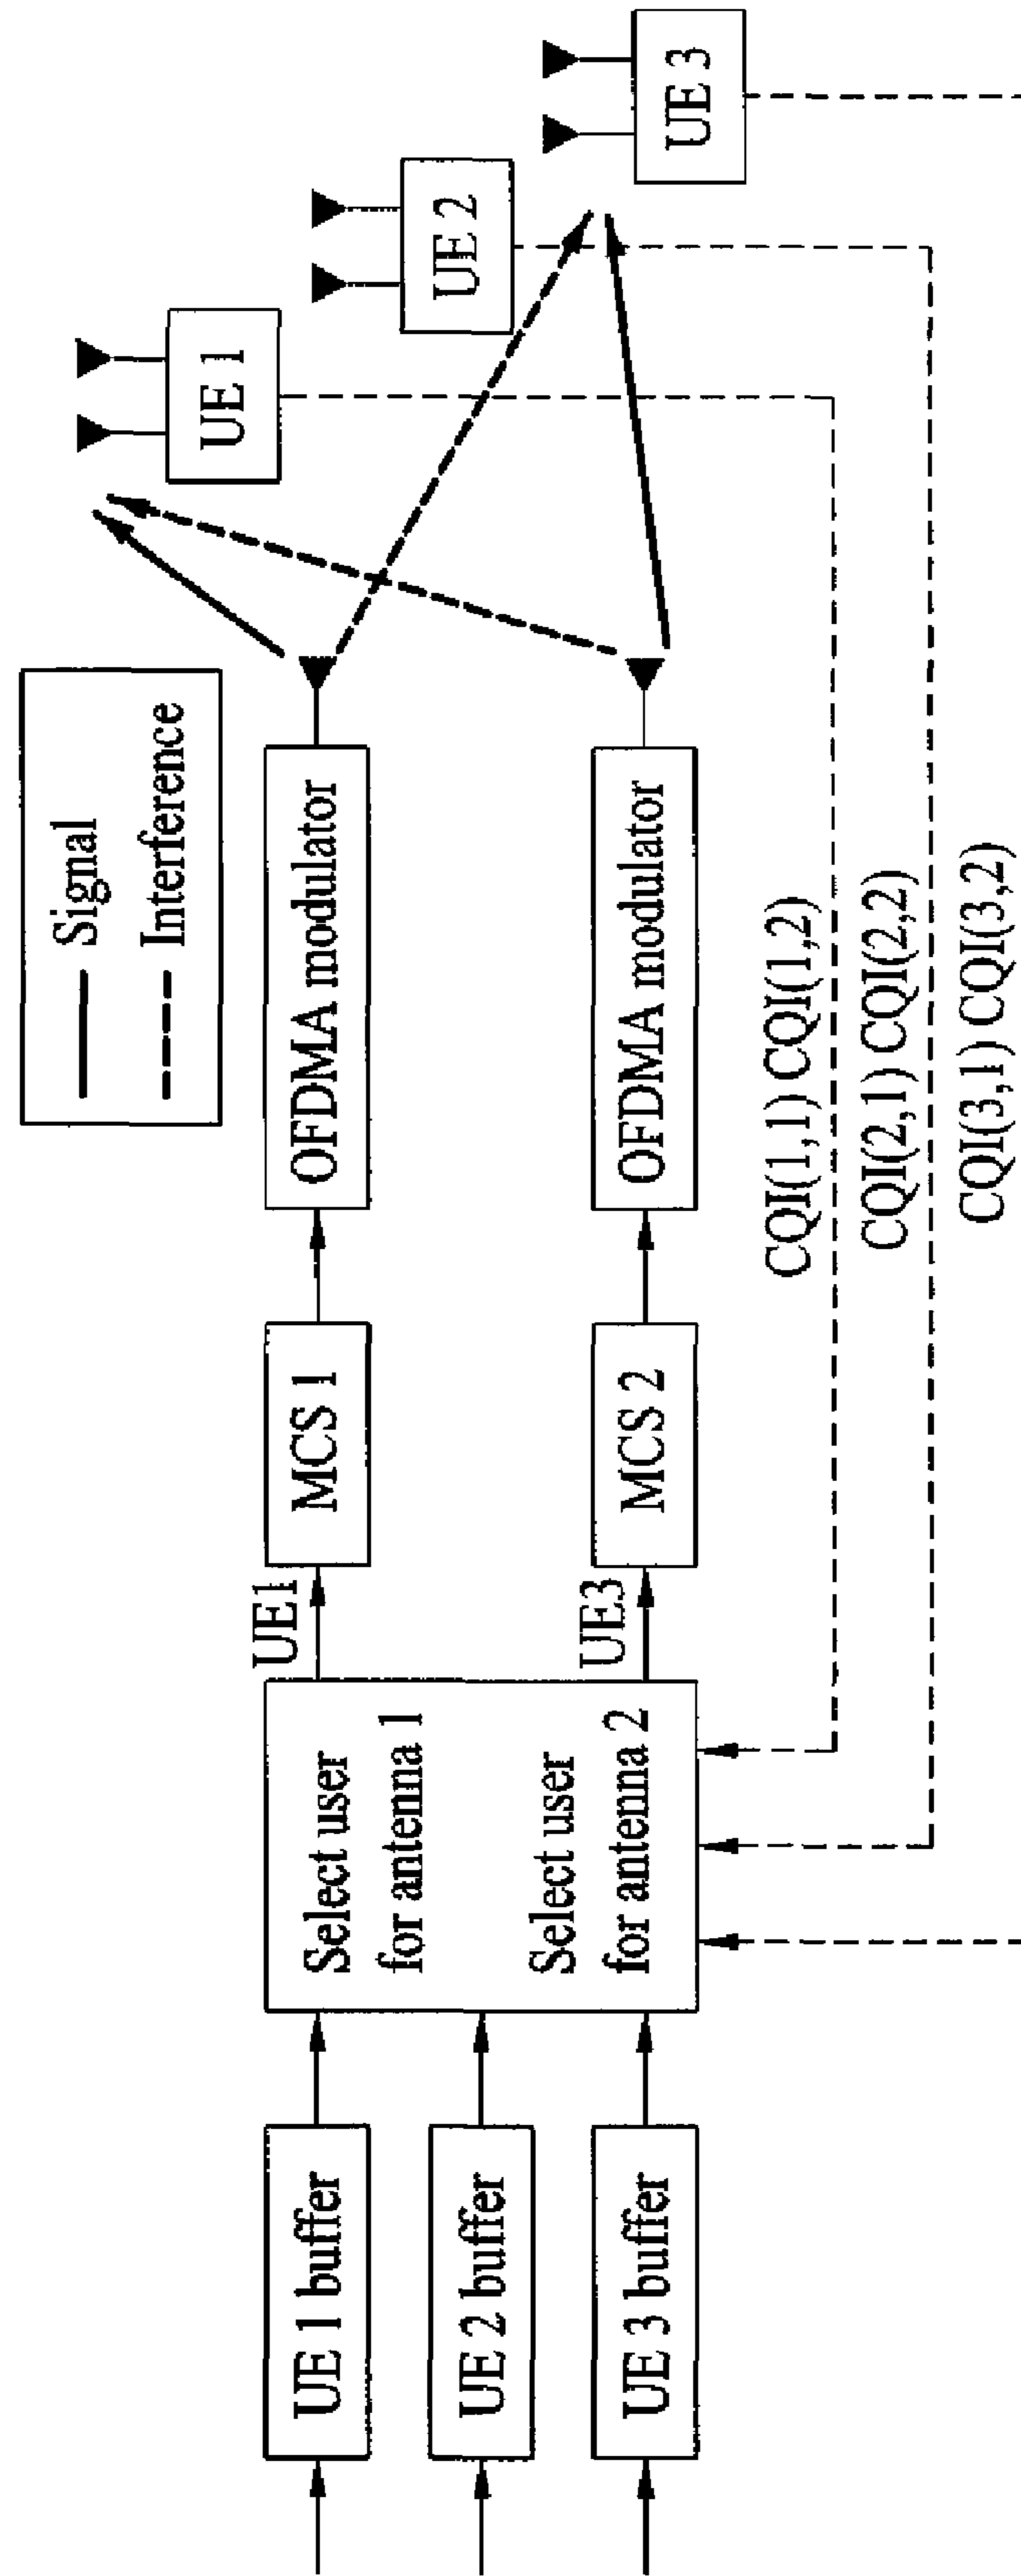 Signal
Interference
UE 1 buffer
UE 2 buffer
UE 3 buffer
Select user
for antenna 1
Select user
for antenna 2
UE1
UE3
MCS 1
MCS 2
OFDMA modulator
OFDMA modulator
UE 1
UE 2
UE 3
CQI(1,1) CQI(1,2)
CQI(2,1) CQI(2,2)
CQI(3,1) CQI(3,2)